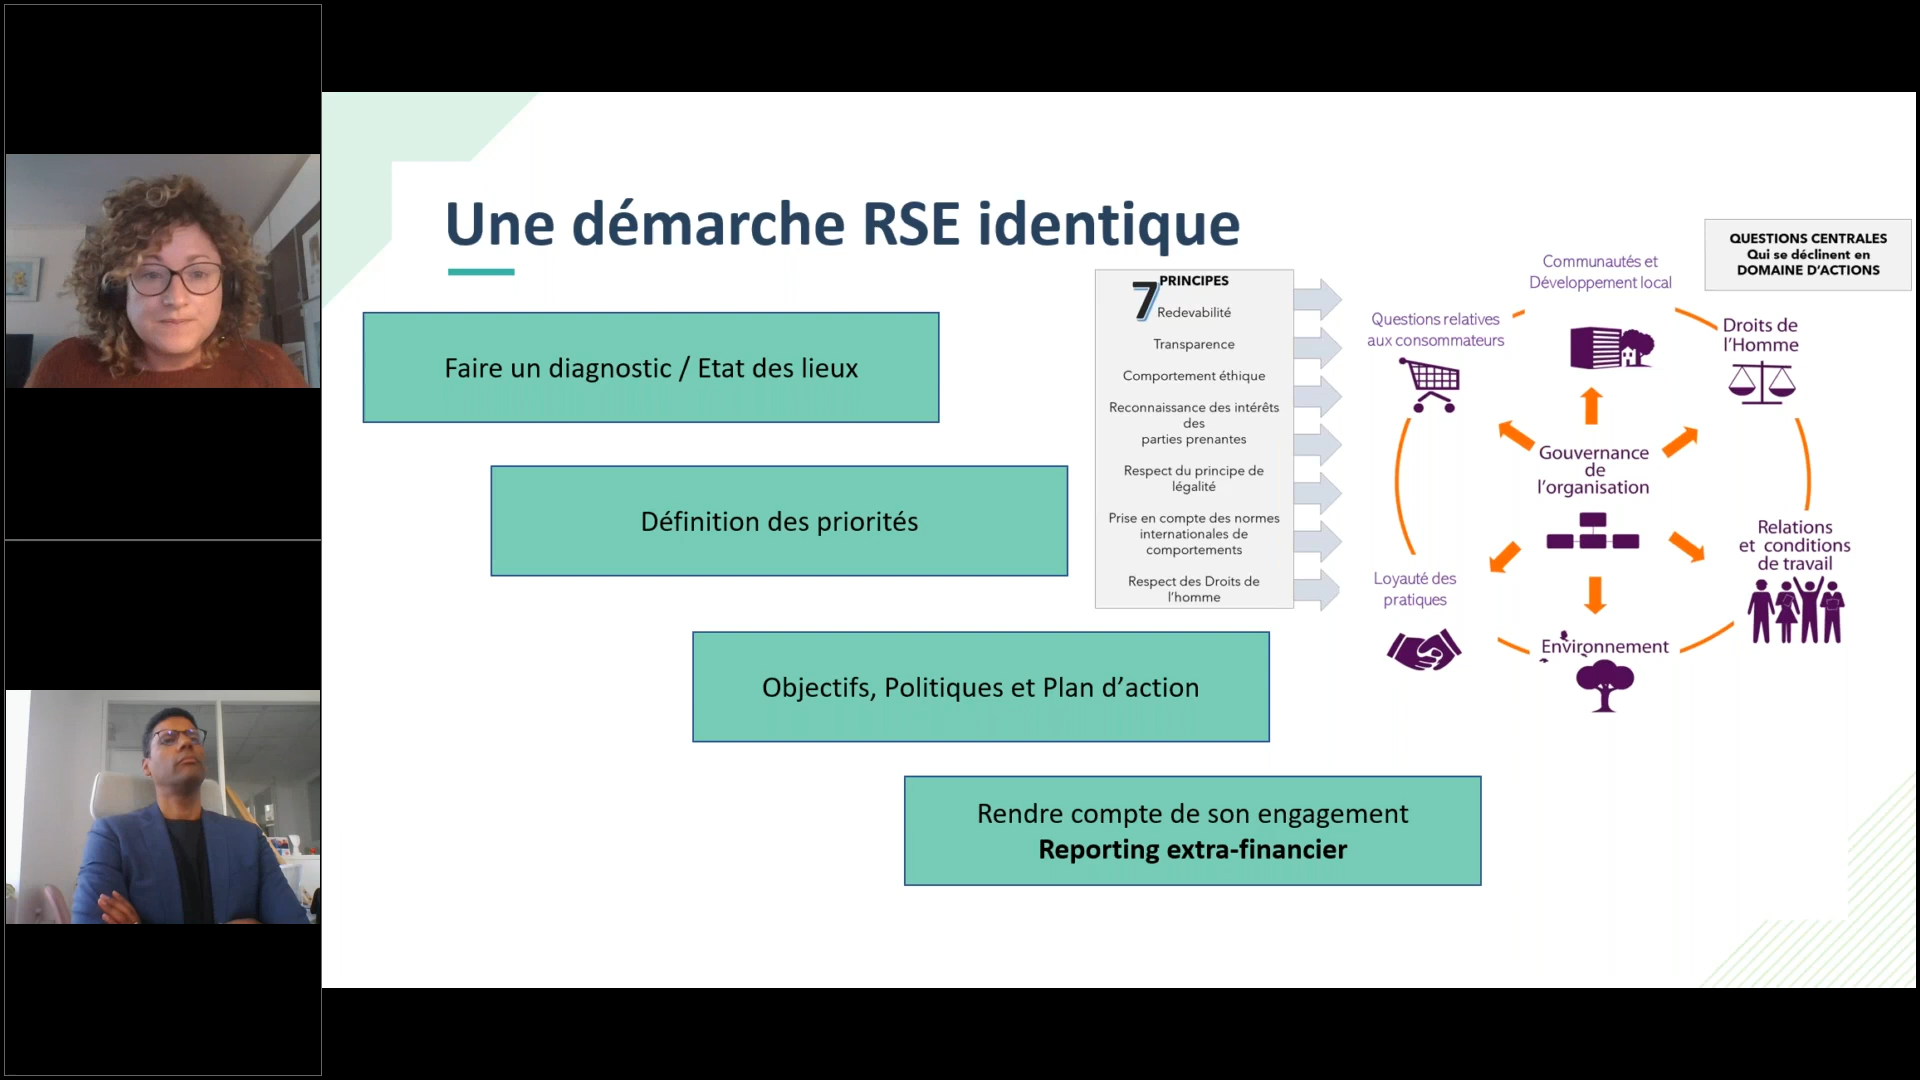 Une démarche RSE identique
Faire un diagnostic / Etat des lieux
Définition des priorités
Objectifs, Politiques et Plan d’action
Rendre compte de son engagement
Reporting extra-financier
7 PRINCIPES
Redevabilité
Transparence
Comportement éthique
Reconnaissance des intérêts
des
parties prenantes
Respect du principe de
légalité
Prise en compte des normes
internationales de
comportements
Respect des Droits de
l’homme
QUESTIONS CENTRALES
Qui se déclinent en
DOMAINE D’ACTIONS
Communautés et
Développement local
Questions relatives
aux consommateurs
Droits de
l’Homme
Gouvernance
de
l’organisation
Relations
et conditions
de travail
Loyauté des
pratiques
Environnement